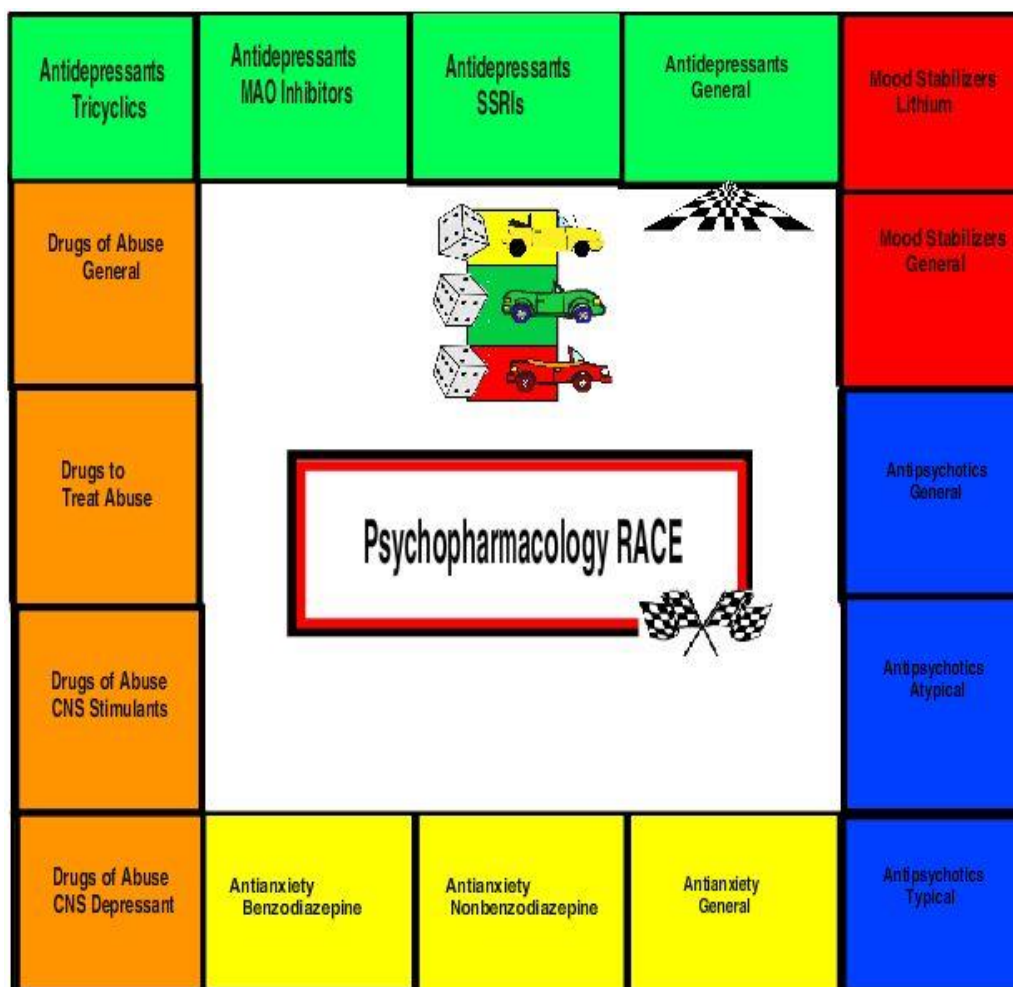 Antidepressants
Tricyclics
Antidepressants
MAO Inhibitors
Antidepressants
SSRIs
Antidepressants
General
Mood Stabilizers
Lithium
Drugs of Abuse
General
Mood Stabilizers
General
Drugs to
Treat Abuse
Antipsychotics
General
Psychopharmacology RACE
Drugs of Abuse
CNS Stimulants
Antipsychotics
Atypical
Drugs of Abuse
CNS Depressant
Antianxiety
Benzodiazepine
Antianxiety
Nonbenzodiazepine
Antianxiety
General
Antipsychotics
Typical